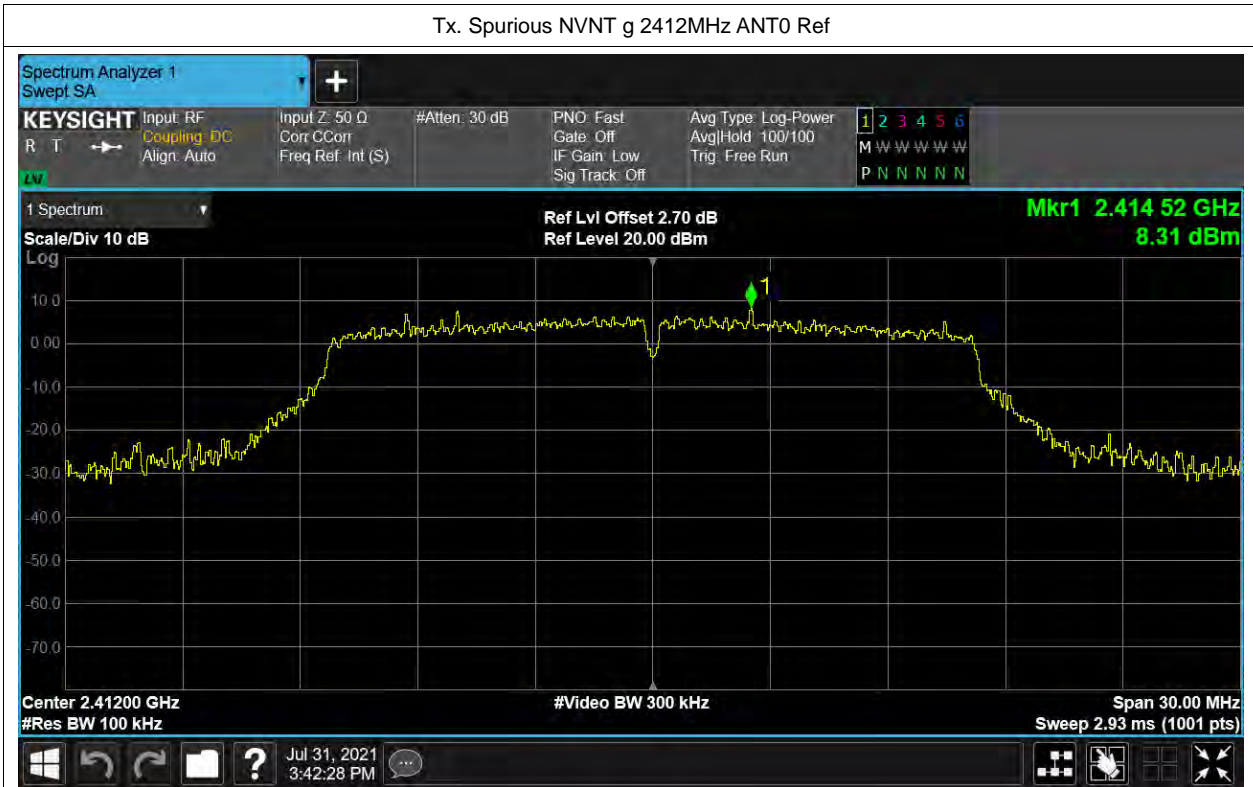 Tx. Spurious NVNT g 2412MHz ANT0 Ref
Spectrum Analyzer 1
Swept SA
KEYSIGHT
R T
Input: RF
Coupling: DC
Align: Auto
Input Z: 50 Ω
Corr CCorr
Freq Ref: Int (S)
#Atten: 30 dB
PNO: Fast
Gate: Off
IF Gain: Low
Sig Track: Off
Avg Type: Log-Power
Avg|Hold: 100/100
Trig: Free Run
1 2 3 4 5 6
M W W W W W
P N N N N N
1 Spectrum
Scale/Div 10 dB
Ref Lvl Offset 2.70 dB
Ref Level 20.00 dBm
Mkr1 2.414 52 GHz
8.31 dBm
Log
1
10.0
0.00
-10.0
-20.0
-30.0
-40.0
-50.0
-60.0
-70.0
Center 2.41200 GHz
#Res BW 100 kHz
#Video BW 300 kHz
Span 30.00 MHz
Sweep 2.93 ms (1001 pts)
?
Jul 31, 2021
3:42:28 PM